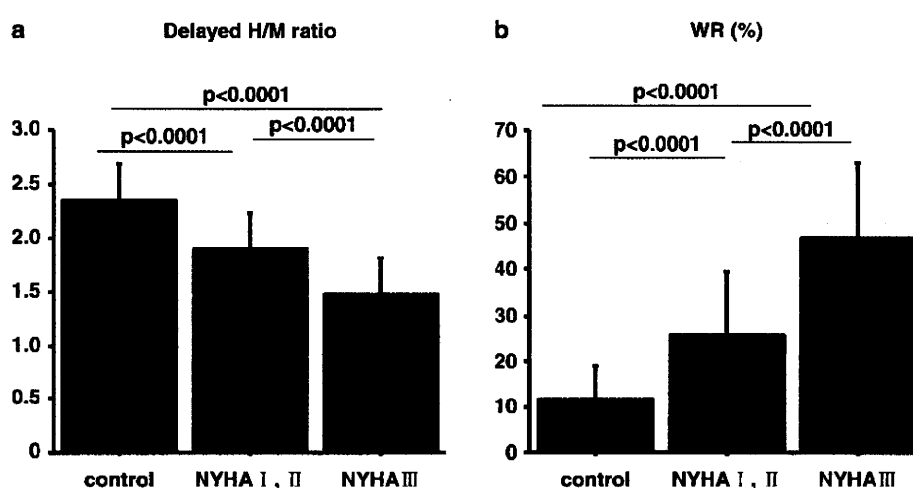 a Delayed H/M ratio
p<0.0001
p<0.0001 p<0.0001
3.0
2.5
2.0
1.5
1.0
0.5
0
control NYHA Ⅰ, Ⅱ NYHA Ⅲ
b WR (%)
p<0.0001
p<0.0001 p<0.0001
70
60
50
40
30
20
10
0
control NYHA Ⅰ, Ⅱ NYHA Ⅲ